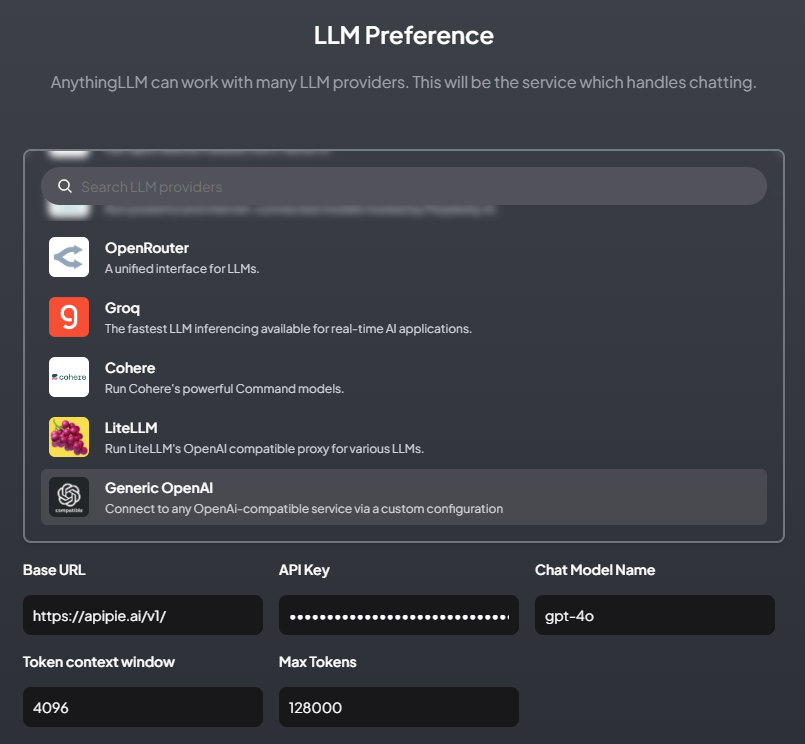 LLM Preference
AnythingLLM can work with many LLM providers. This will be the service which handles chatting.
Search LLM providers
OpenRouter
A unified interface for LLMs.
Groq
The fastest LLM inferencing available for real-time AI applications.
cohere
Cohere
Run Cohere's powerful Command models.
LiteLLM
Run LiteLLM's OpenAI compatible proxy for various LLMs.
compatible
Generic OpenAI
Connect to any OpenAi-compatible service via a custom configuration
Base URL
API Key
Chat Model Name
https://apipie.ai/v1/
gpt-4o
Token context window
Max Tokens
4096
128000